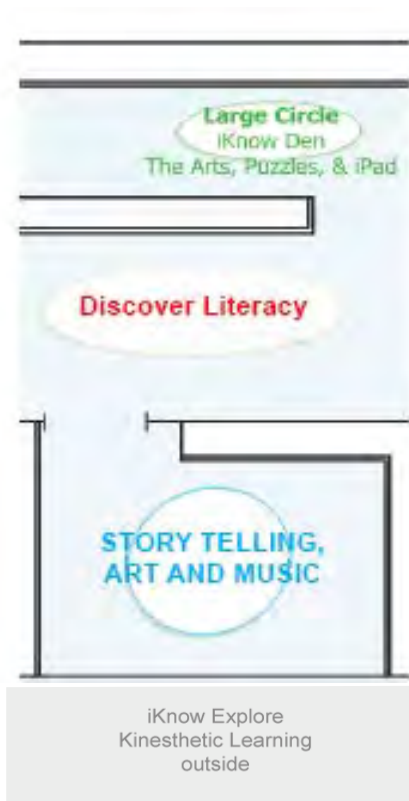 Large Circle
iKnow Den
The Arts, Puzzles, & iPad
Discover Literacy
STORY TELLING,
ART AND MUSIC
iKnow Explore
Kinesthetic Learning
outside